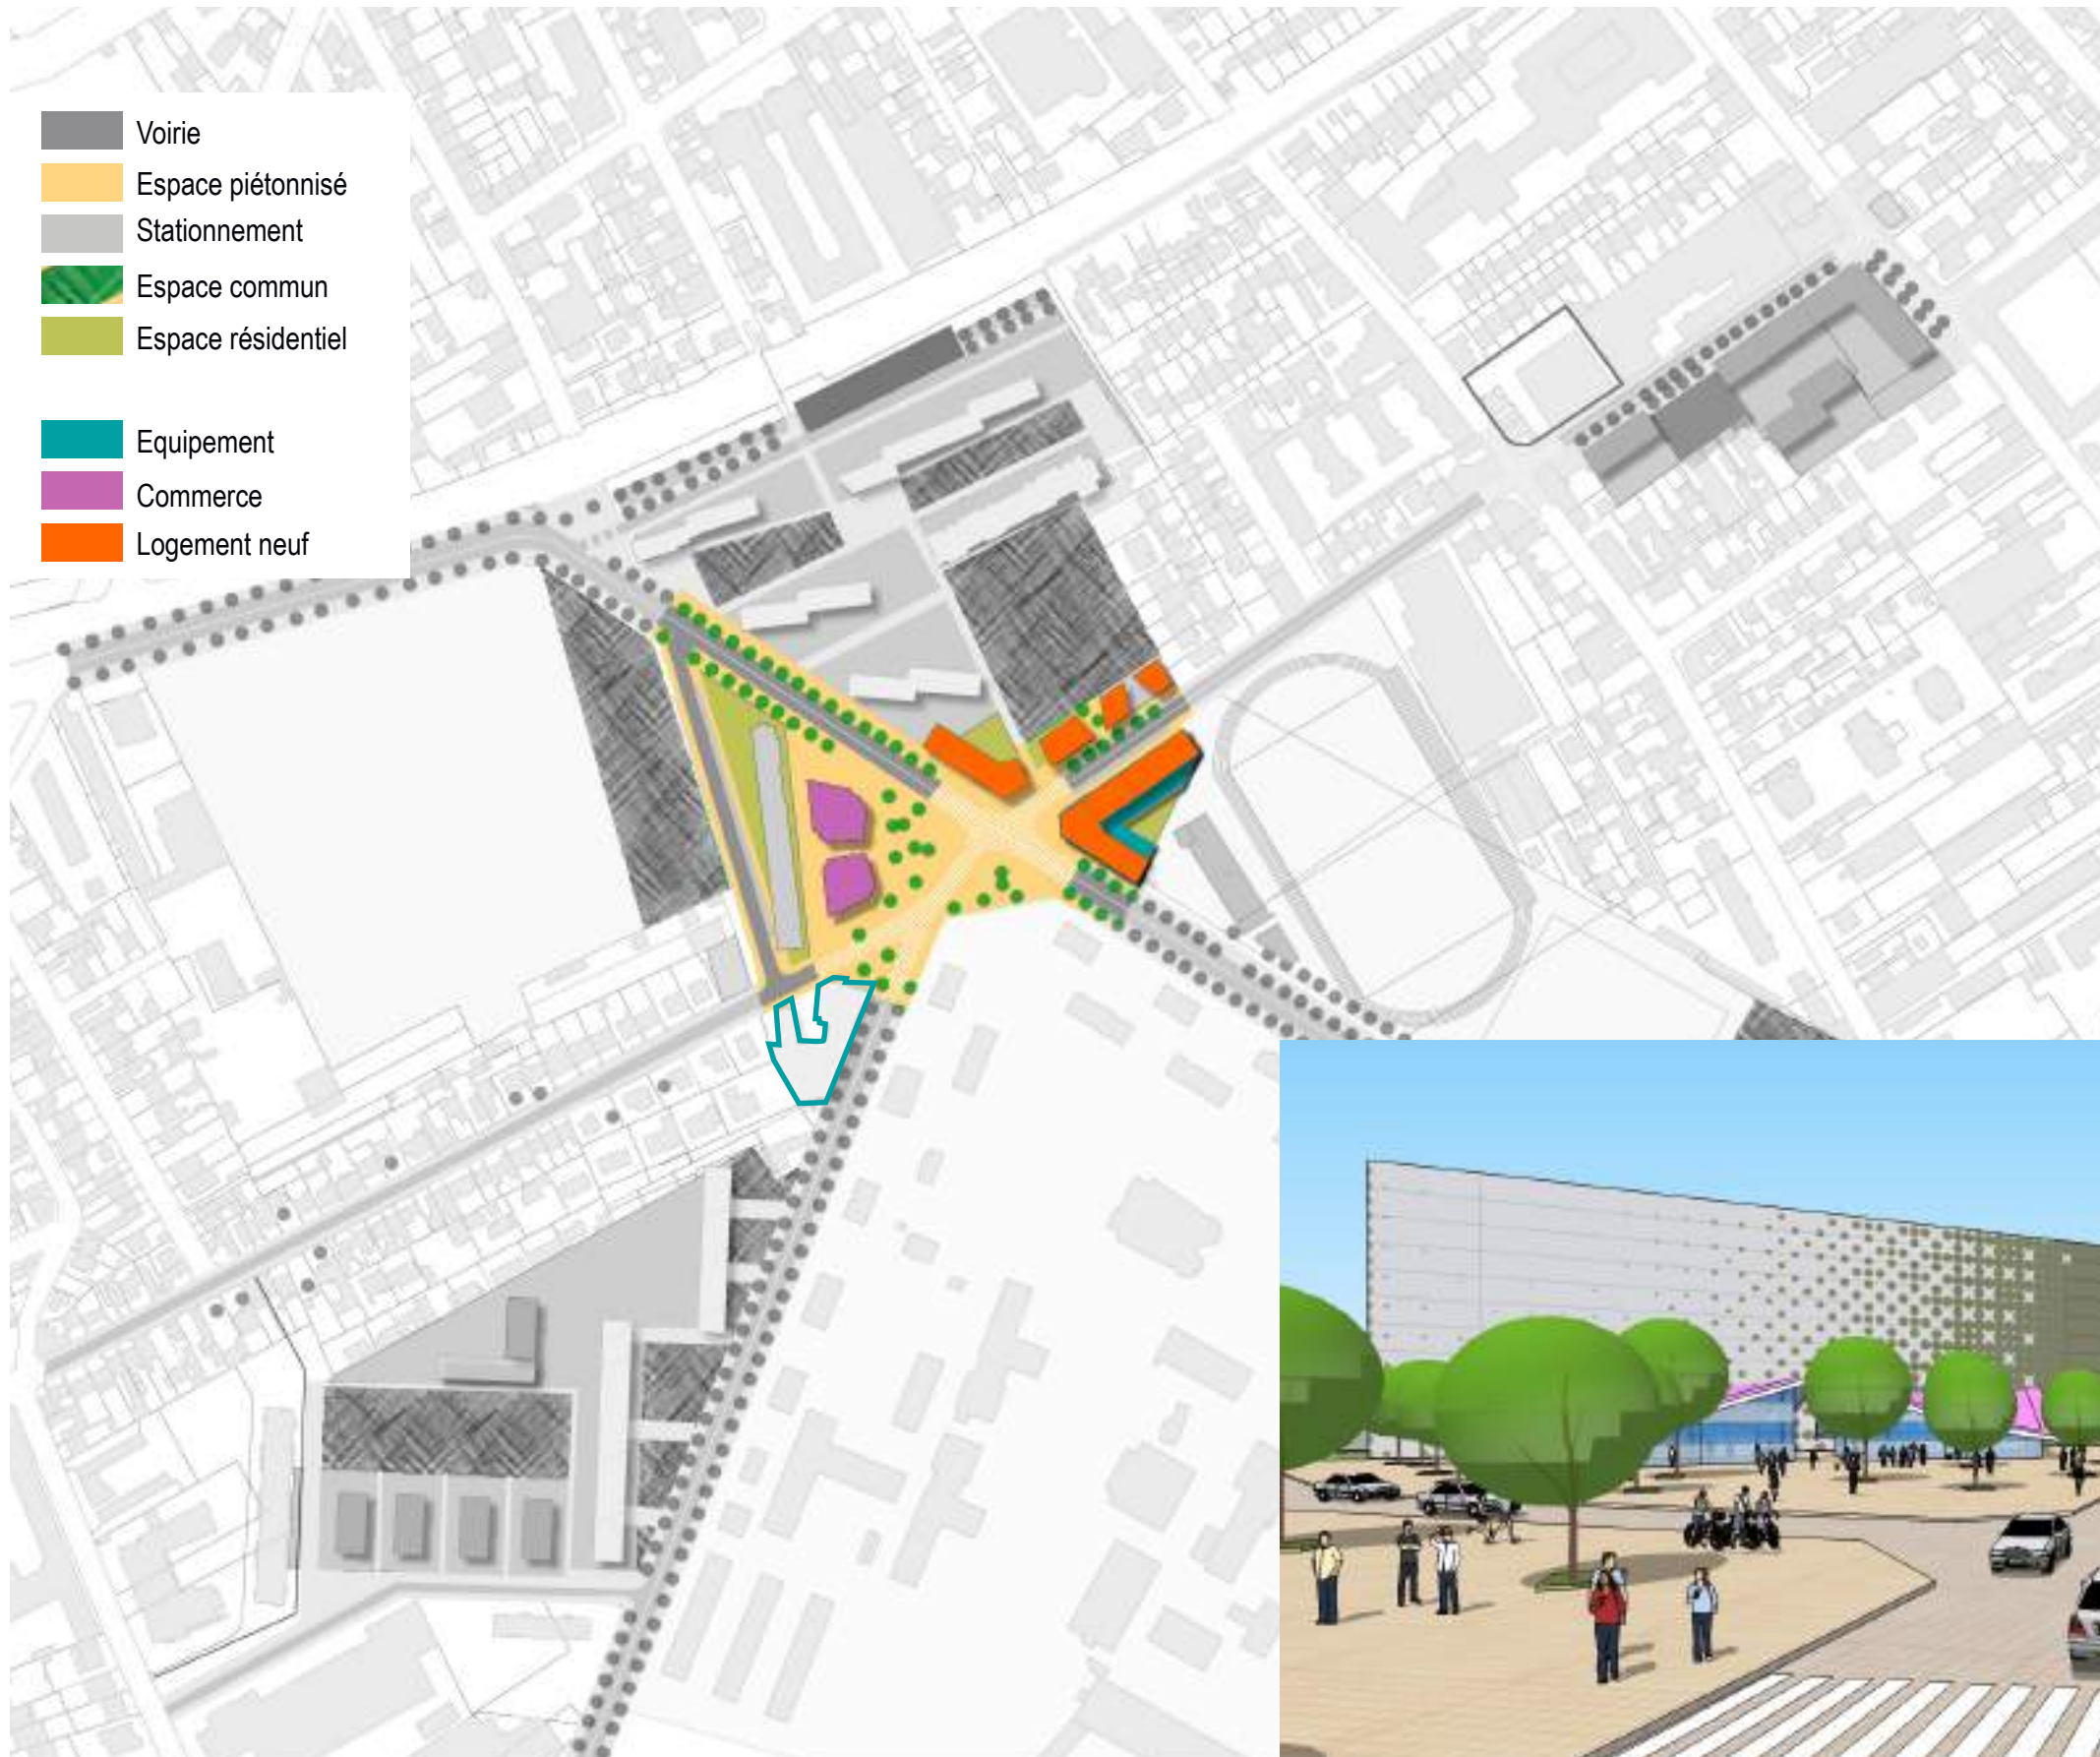 Voirie
Espace piétonnisé
Stationnement
Espace commun
Espace résidentiel
Equipement
Commerce
Logement neuf